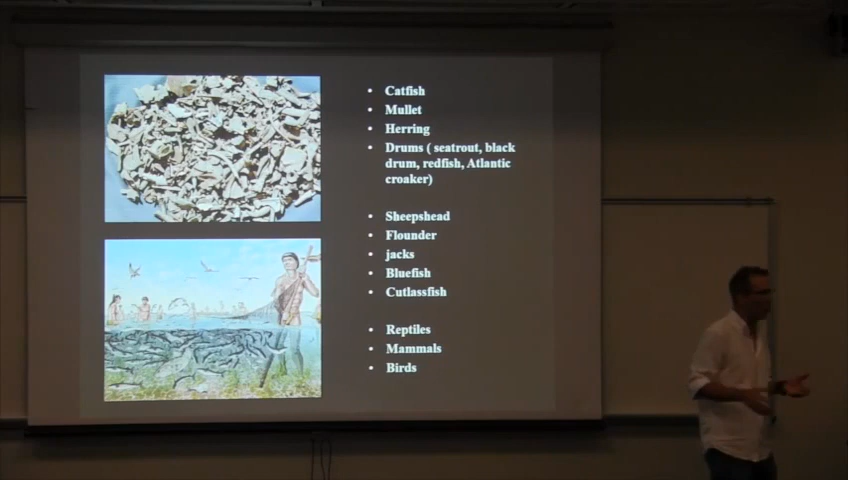 • Catfish
• Mullet
• Herring
• Drums ( seatrout, black
drum, redfish, Atlantic
croaker)
• Sheepshead
• Flounder
• jacks
• Bluefish
• Cutlassfish
• Reptiles
• Mammals
• Birds